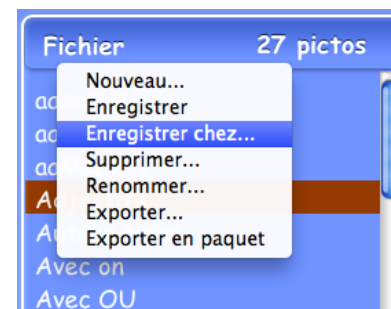 Fichier 27 pictos
Nouveau...
Enregistrer
Enregistrer chez...
Supprimer...
Renommer...
Exporter...
Exporter en paquet
Avec on
Avec OU